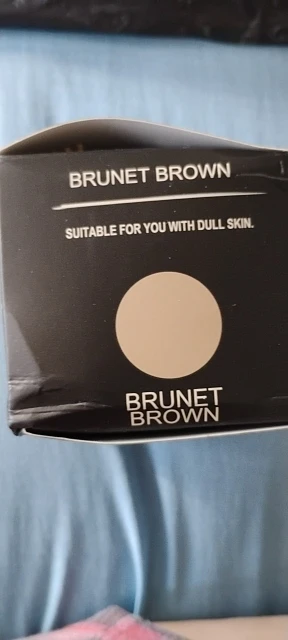 BRUNET BROWN
SUITABLE FOR YOU WITH DULL SKIN.
BRUNET
BROWN